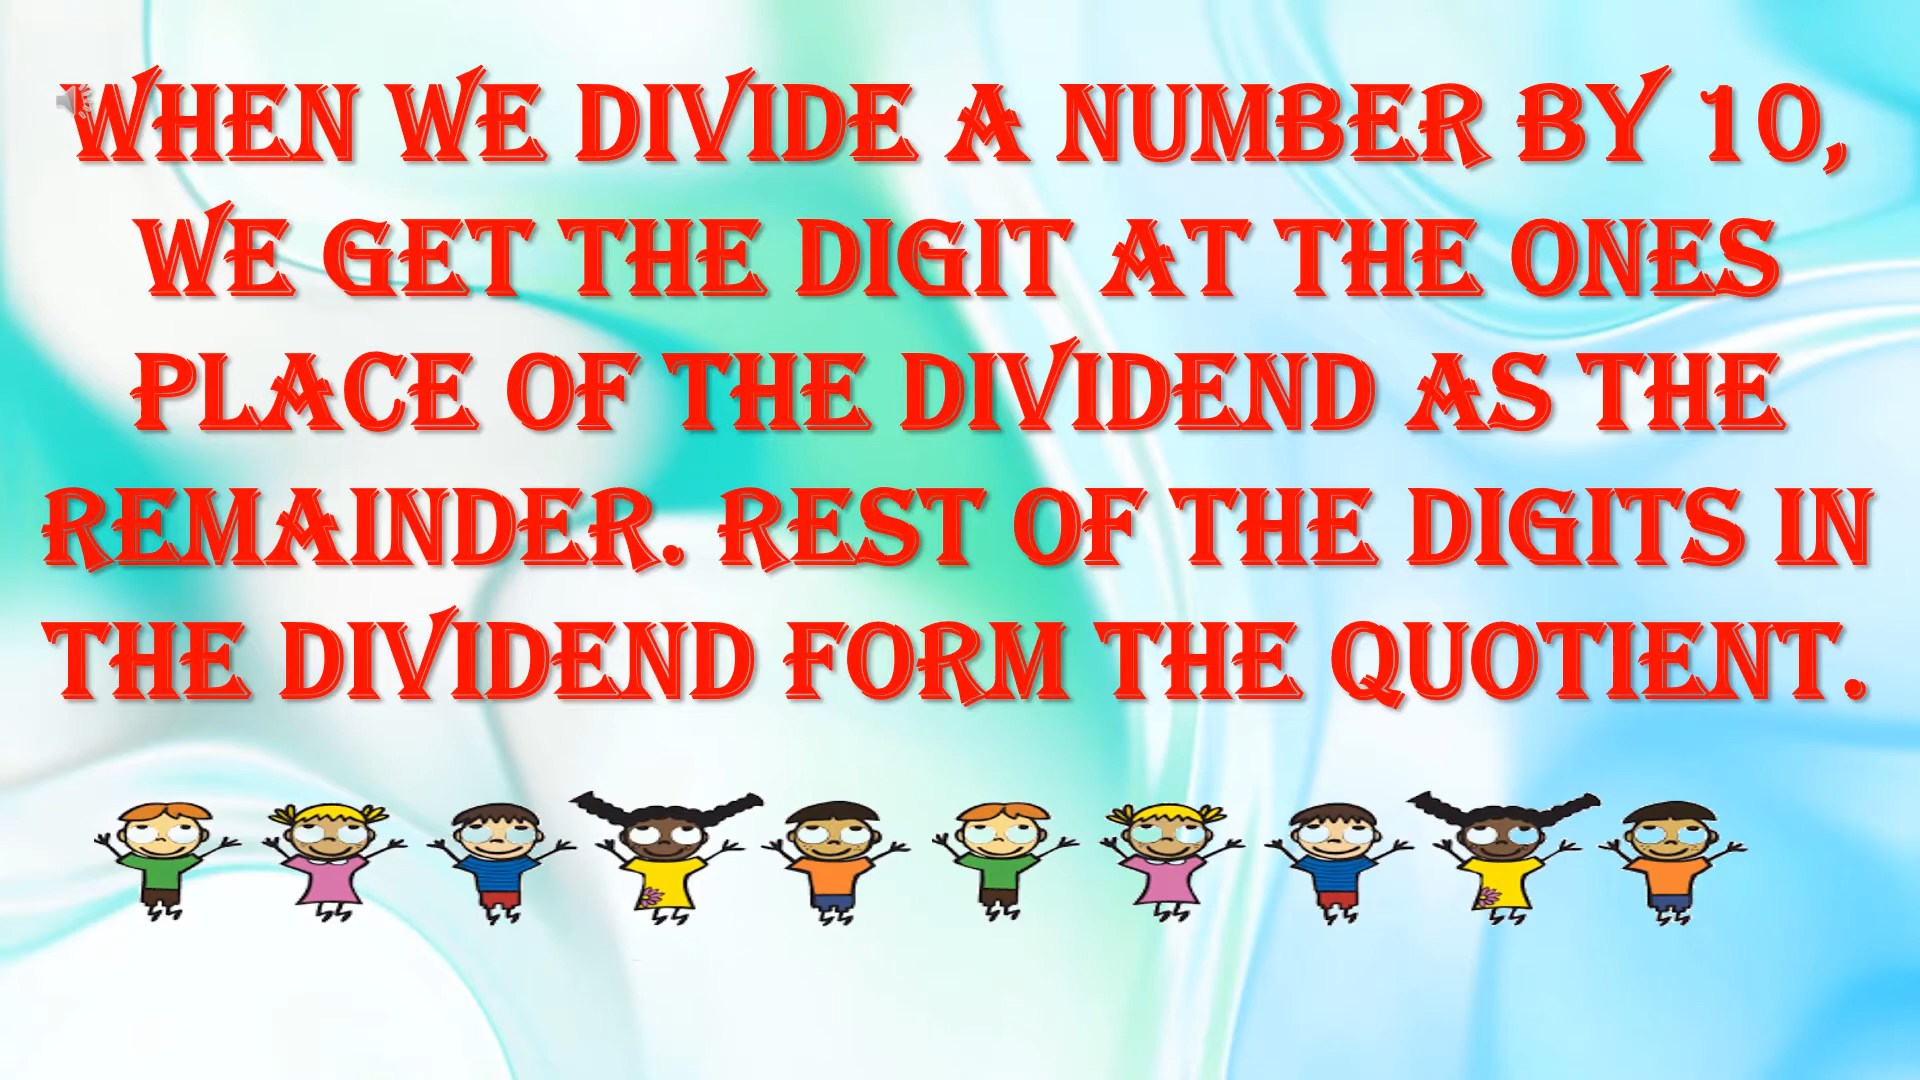 WHEN WE DIVIDE A NUMBER BY 10,
WE GET THE DIGIT AT THE ONES
PLACE OF THE DIVIDEND AS THE
REMAINDER. REST OF THE DIGITS IN
THE DIVIDEND FORM THE QUOTIENT.